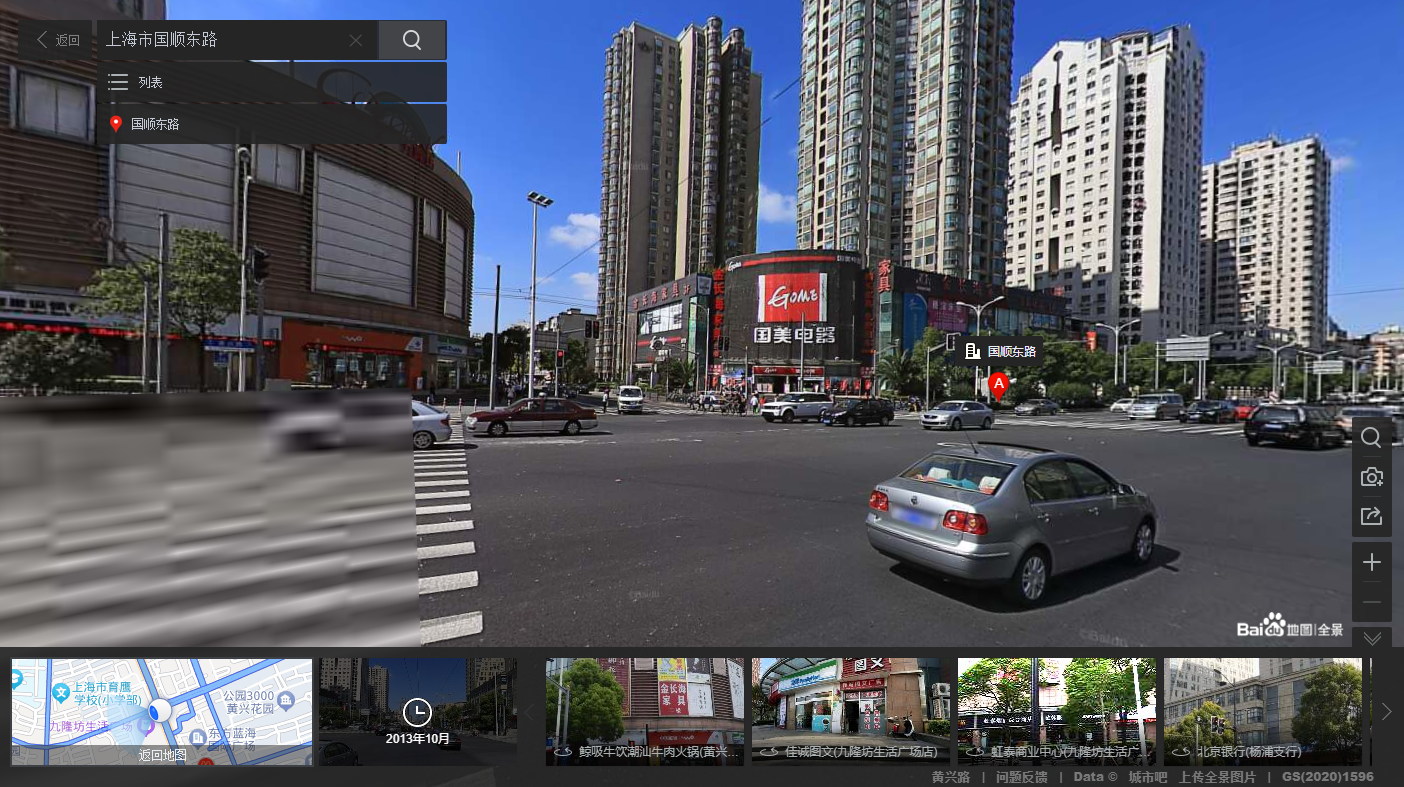 返回
上海市国顺东路
列表
国顺东路
GOME
国美电器
家具
国顺东路
A
Baidu地图|全景
上海市育鹰
学校(小学部)
九隆坊生活
公园3000
黄兴花园
东方蓝海
返回地图
2013年10月
鲸吸牛饮潮汕牛肉火锅(黄兴...
佳诚图文(九隆坊生活广场店)
虹泰商业中心(九隆坊生活广...
北京银行(杨浦支行)
黄兴路 | 问题反馈 | Data © 城市吧 上传全景图片 | GS(2020)1596